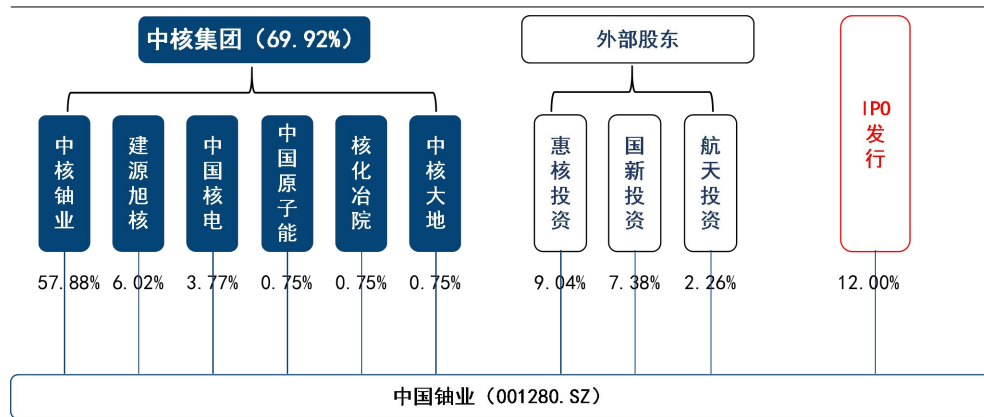 中核集团（69.92%）
外部股东
IPO发行
中核铀业
建源旭核
中国核电
中国原子能
核化冶院
中核大地
惠核投资
国新投资
航天投资
57.88%
6.02%
3.77%
0.75%
0.75%
0.75%
9.04%
7.38%
2.26%
12.00%
中国铀业（001280.SZ）